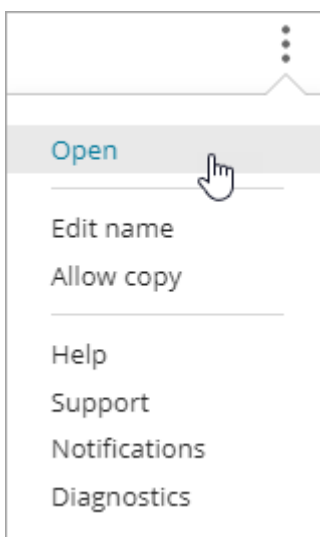 Open
Edit name
Allow copy
Help
Support
Notifications
Diagnostics